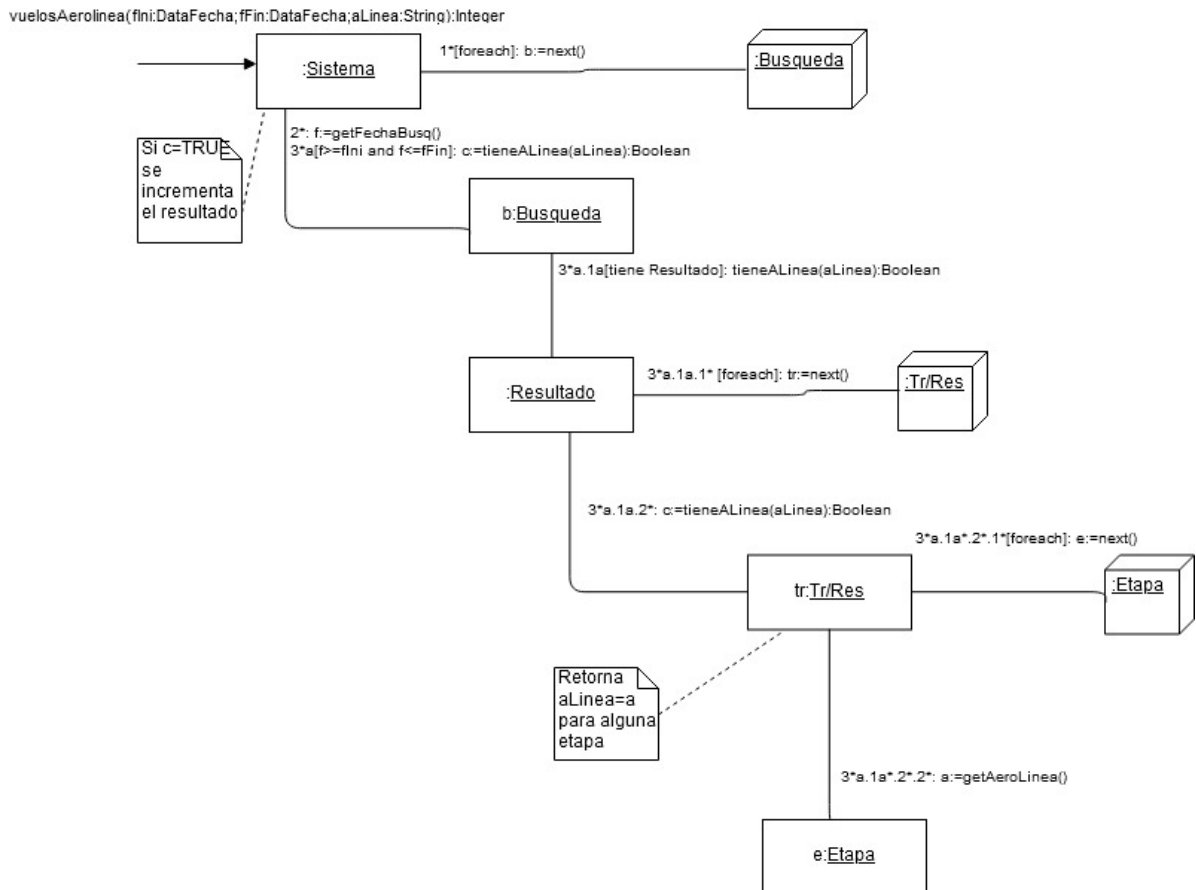 vuelosAerolinea(fIni:DataFecha;fFin:DataFecha;aLinea:String):Integer
:Sistema
1*[foreach]: b:=next()
:Busqueda
2*: f:=getFechaBusq()
3*a[f>=fIni and f<=fFin]: c:=tieneALinea(aLinea):Boolean
Si c=TRUE
se
incrementa
el resultado
b:Busqueda
3*a.1a[tiene Resultado]: tieneALinea(aLinea):Boolean
:Resultado
3*a.1a.1* [foreach]: tr:=next()
:Tr/Res
3*a.1a.2*: c:=tieneALinea(aLinea):Boolean
3*a.1a*.2*.1*[foreach]: e:=next()
tr:Tr/Res
:Etapa
Retorna
aLinea=a
para alguna
etapa
3*a.1a*.2*.2*: a:=getAeroLinea()
e:Etapa